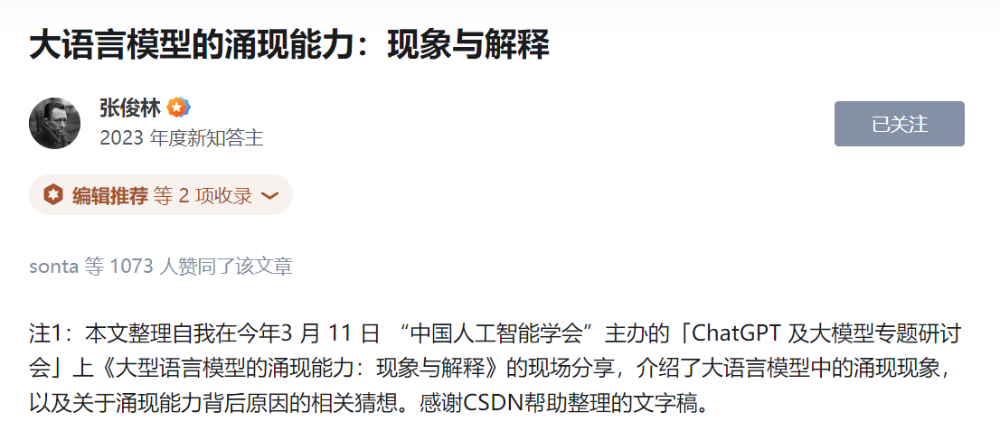 大语言模型的涌现能力：现象与解释
张俊林
2023 年度新知答主
已关注
编辑推荐 等 2 项收录
sonta 等 1073 人赞同了该文章
注1：本文整理自我在今年3 月 11 日 “中国人工智能学会”主办的「ChatGPT 及大模型专题研讨
会」上《大型语言模型的涌现能力：现象与解释》的现场分享，介绍了大语言模型中的涌现现象，
以及关于涌现能力背后原因的相关猜想。感谢CSDN帮助整理的文字稿。